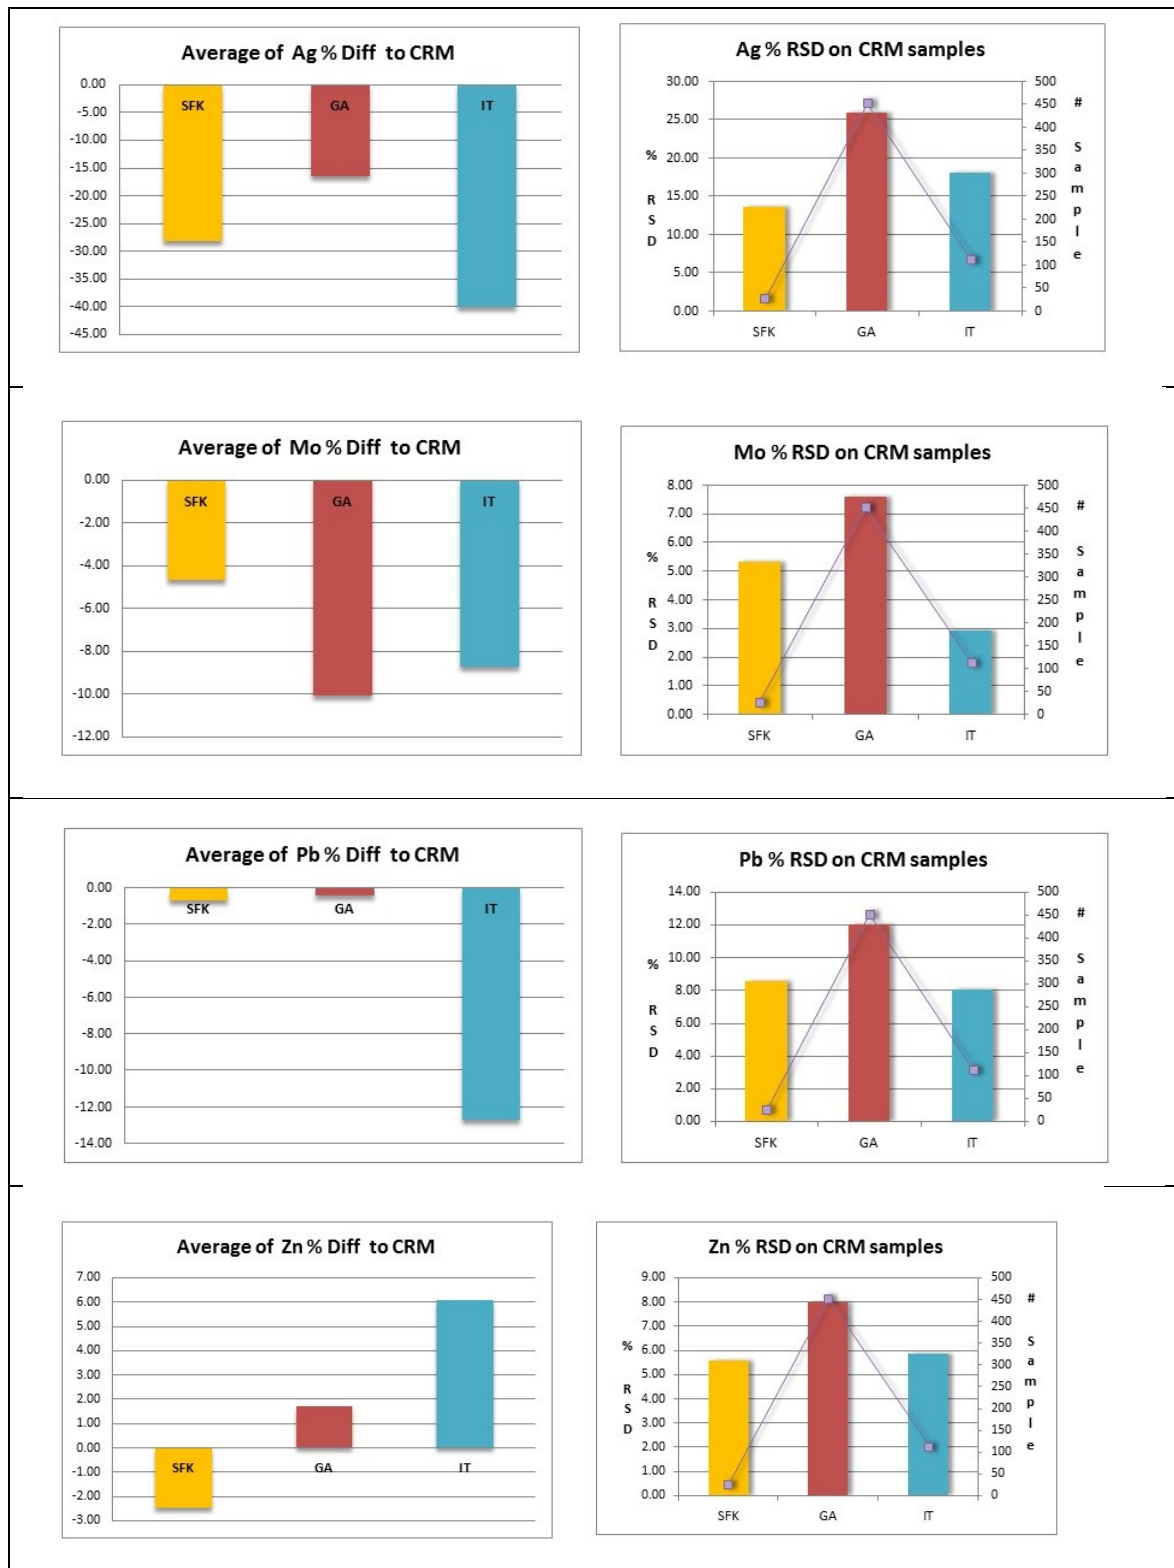 Average of Ag % Diff to CRM
0.00
-5.00
-10.00
-15.00
-20.00
-25.00
-30.00
-35.00
-40.00
-45.00
SFK
GA
IT
Ag % RSD on CRM samples
30.00
25.00
20.00
15.00
10.00
5.00
0.00
% RSD
SFK
GA
IT
500
450
400
350
300
250
200
150
100
50
0
# Sample
Average of Mo % Diff to CRM
0.00
-2.00
-4.00
-6.00
-8.00
-10.00
-12.00
SFK
GA
IT
Mo % RSD on CRM samples
8.00
7.00
6.00
5.00
4.00
3.00
2.00
1.00
0.00
% RSD
SFK
GA
IT
500
450
400
350
300
250
200
150
100
50
0
# Sample
Average of Pb % Diff to CRM
0.00
-2.00
-4.00
-6.00
-8.00
-10.00
-12.00
-14.00
SFK
GA
IT
Pb % RSD on CRM samples
14.00
12.00
10.00
8.00
6.00
4.00
2.00
0.00
% RSD
SFK
GA
IT
500
450
400
350
300
250
200
150
100
50
0
# Sample
Average of Zn % Diff to CRM
7.00
6.00
5.00
4.00
3.00
2.00
1.00
0.00
-1.00
-2.00
-3.00
SFK
GA
IT
Zn % RSD on CRM samples
9.00
8.00
7.00
6.00
5.00
4.00
3.00
2.00
1.00
0.00
% RSD
SFK
GA
IT
500
450
400
350
300
250
200
150
100
50
0
# Sample